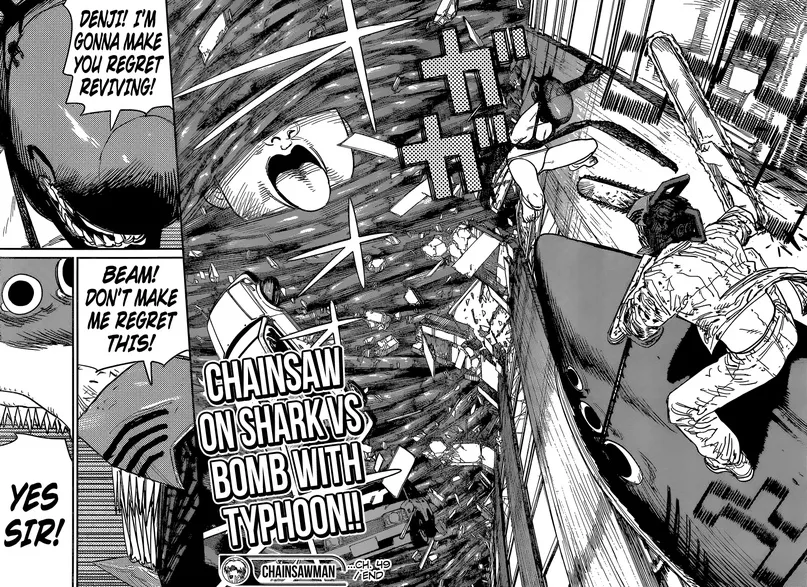 DENJI! I'M
GONNA MAKE
YOU REGRET
REVIVING!
BEAM!
DON'T MAKE
ME REGRET
THIS!
YES
SIR!
ガガ
CHAINSAW
ON SHARK VS
BOMB WITH
TYPHOON!!
CHAINSAWMAN
...CH. 49
/END